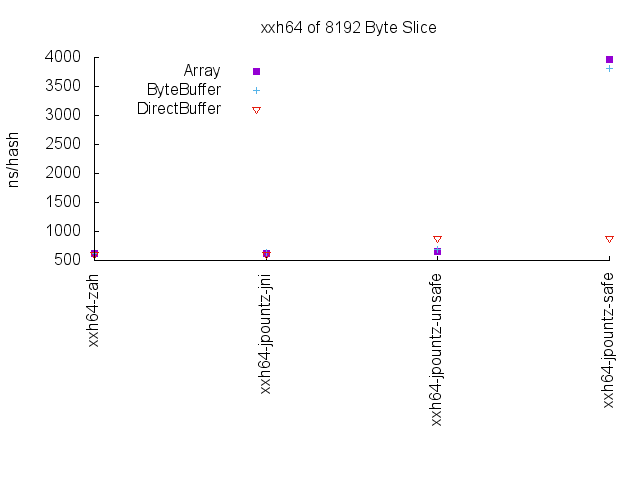 xxh64 of 8192 Byte Slice
4000
3500
3000
2500
2000
1500
1000
500
ns/hash
Array
ByteBuffer
DirectBuffer
xxh64-zah
xxh64-jpountz-jni
xxh64-jpountz-unsafe
xxh64-jpountz-safe